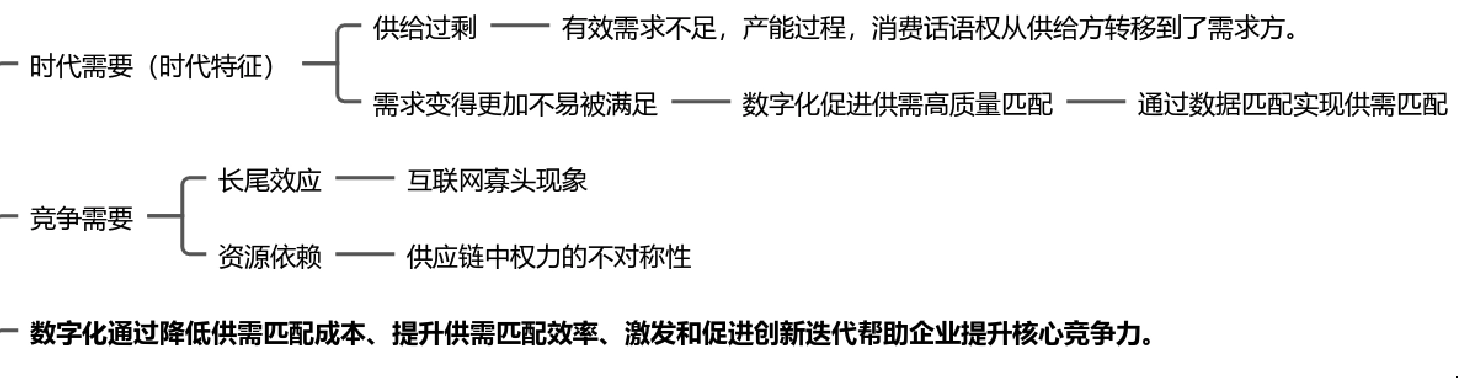 供给过剩 有效需求不足，产能过程，消费话语权从供给方转移到了需求方。
时代需要（时代特征）
需求变得更加不易被满足 数字化促进供需高质量匹配 通过数据匹配实现供需匹配
长尾效应 互联网寡头现象
竞争需要
资源依赖 供应链中权力的不对称性
数字化通过降低供需匹配成本、提升供需匹配效率、激发和促进创新迭代帮助企业提升核心竞争力。